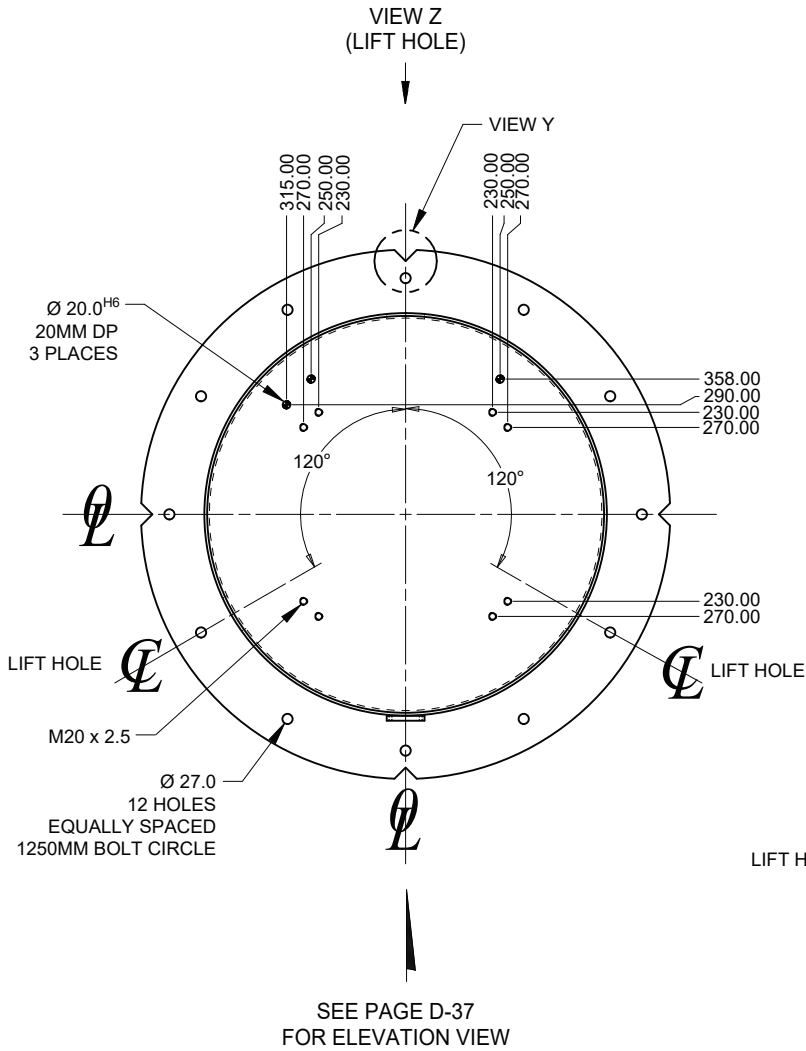 VIEW Z
(LIFT HOLE)
VIEW Y
315.00
270.00
250.00
230.00
230.00
250.00
270.00
Ø 20.0H6
20MM DP
3 PLACES
358.00
290.00
230.00
270.00
120°
120°
230.00
270.00
LIFT HOLE
LIFT HOLE
M20 x 2.5
Ø 27.0
12 HOLES
EQUALLY SPACED
1250MM BOLT CIRCLE
LIFT H
SEE PAGE D-37
FOR ELEVATION VIEW